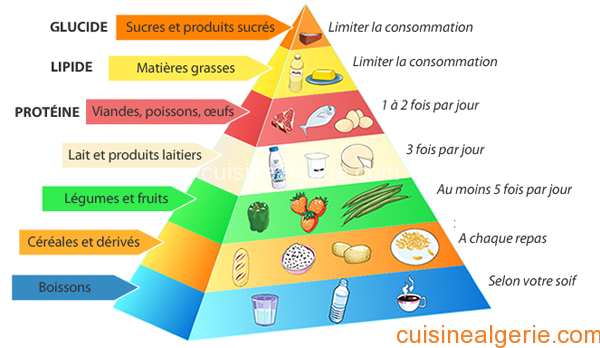 GLUCIDE Sucres et produits sucrés Limiter la consommation
LIPIDE Matières grasses Limiter la consommation
PROTÉINE Viandes, poissons, œufs 1 à 2 fois par jour
Lait et produits laitiers 3 fois par jour
cuisinealgerie.com
Légumes et fruits Au moins 5 fois par jour
Céréales et dérivés A chaque repas
Boissons Selon votre soif
cuisinealgerie.com